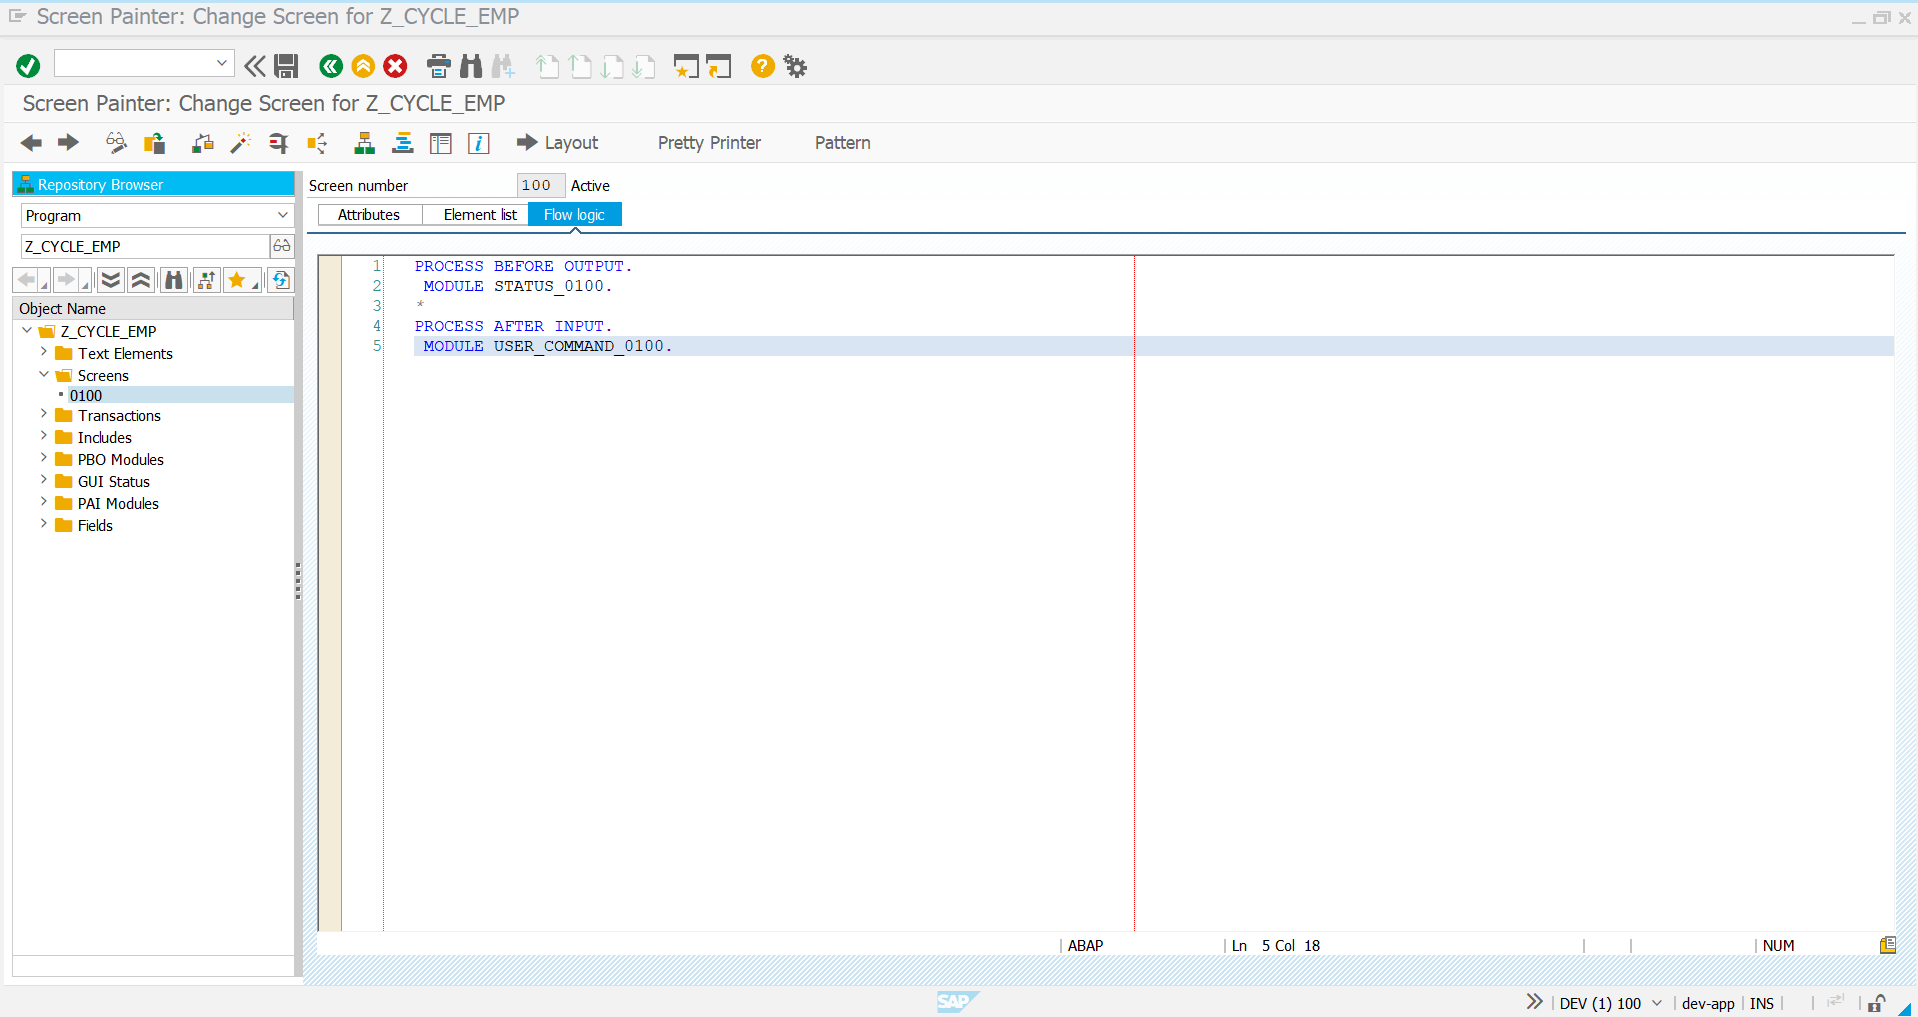 Screen Painter: Change Screen for Z_CYCLE_EMP
Screen Painter: Change Screen for Z_CYCLE_EMP
Layout Pretty Printer Pattern
Repository Browser
Program
Z_CYCLE_EMP
Object Name
Z_CYCLE_EMP
Text Elements
Screens
0100
Transactions
Includes
PBO Modules
GUI Status
PAI Modules
Fields
Screen number 100 Active
Attributes Element list Flow logic
1 PROCESS BEFORE OUTPUT.
2 MODULE STATUS_0100.
3 *
4 PROCESS AFTER INPUT.
5 MODULE USER_COMMAND_0100.
ABAP Ln 5 Col 18 NUM
SAP DEV (1) 100 dev-app INS